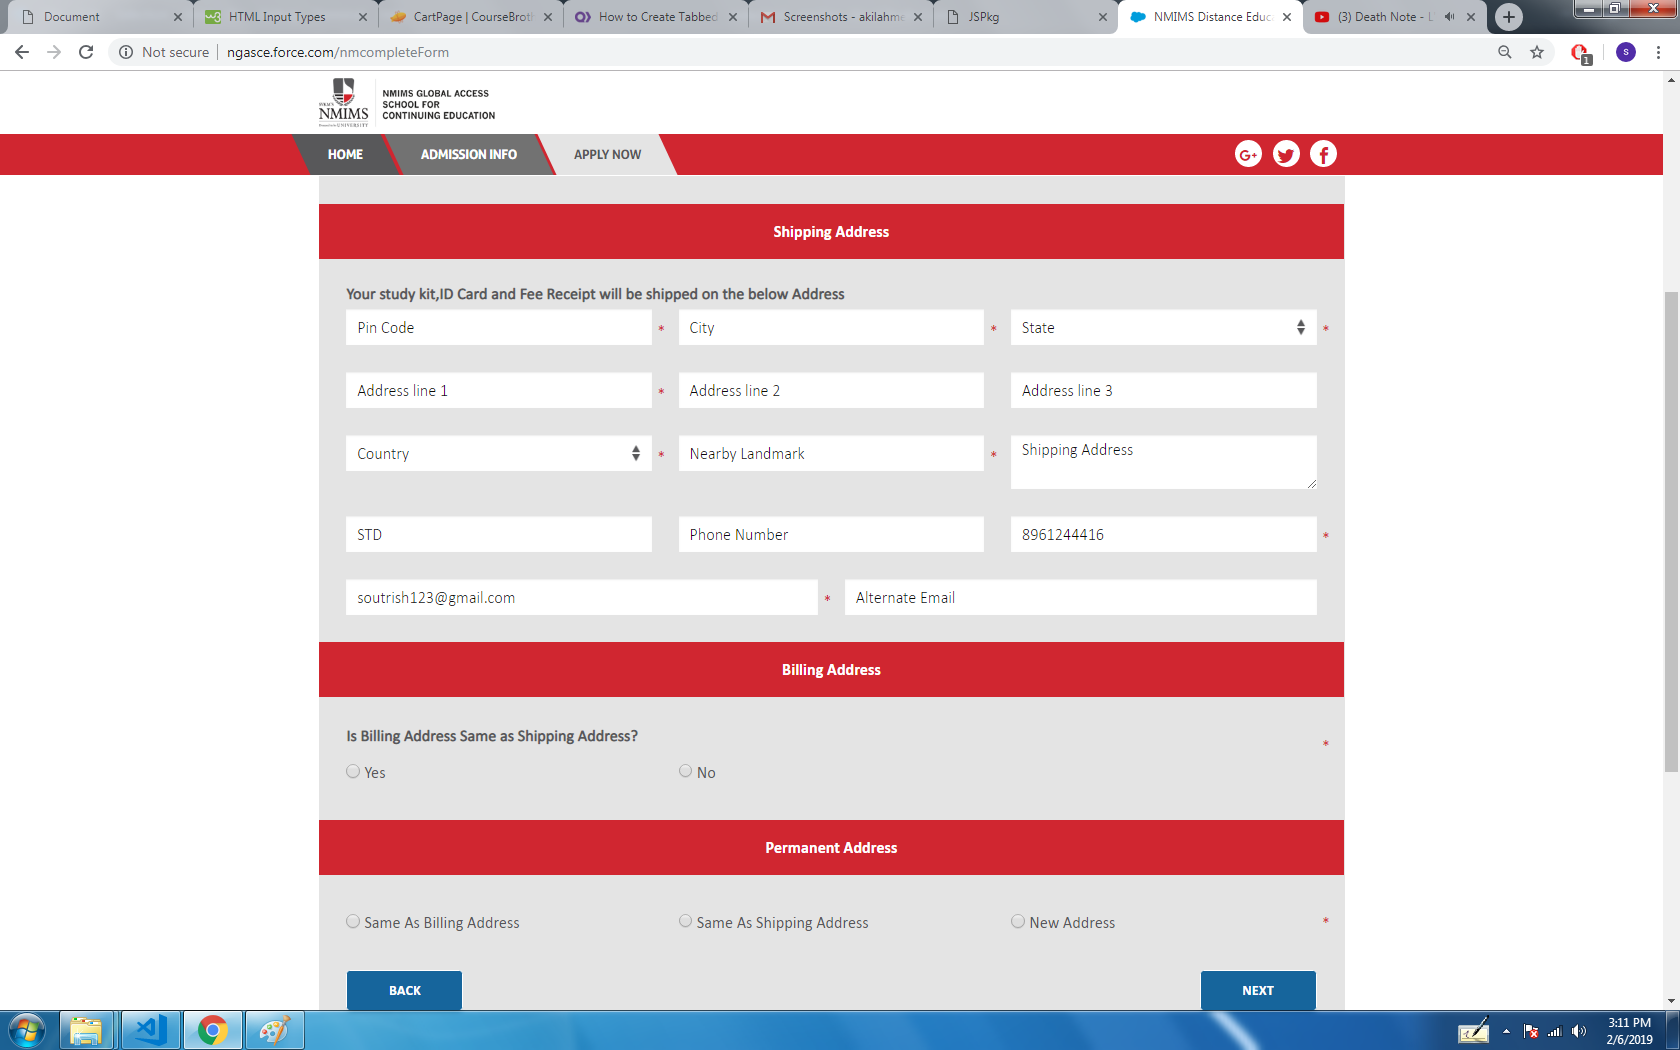 Document
HTML Input Types
CartPage | CourseBroth
How to Create Tabbed
Screenshots - akilahme
JSPkg
NMIMS Distance Educa
(3) Death Note - L
Not secure
ngasce.force.com/nmcompleteForm
S
1
NMIMS
NMIMS GLOBAL ACCESS
SCHOOL FOR
CONTINUING EDUCATION
HOME
ADMISSION INFO
APPLY NOW
Shipping Address
Your study kit,ID Card and Fee Receipt will be shipped on the below Address
Pin Code *
City *
State *
Address line 1 *
Address line 2
Address line 3
Country *
Nearby Landmark *
Shipping Address
STD
Phone Number
8961244416 *
soutrish123@gmail.com *
Alternate Email
Billing Address
Is Billing Address Same as Shipping Address? *
Yes
No
Permanent Address
Same As Billing Address
Same As Shipping Address
New Address *
BACK
NEXT
3:11 PM
2/6/2019